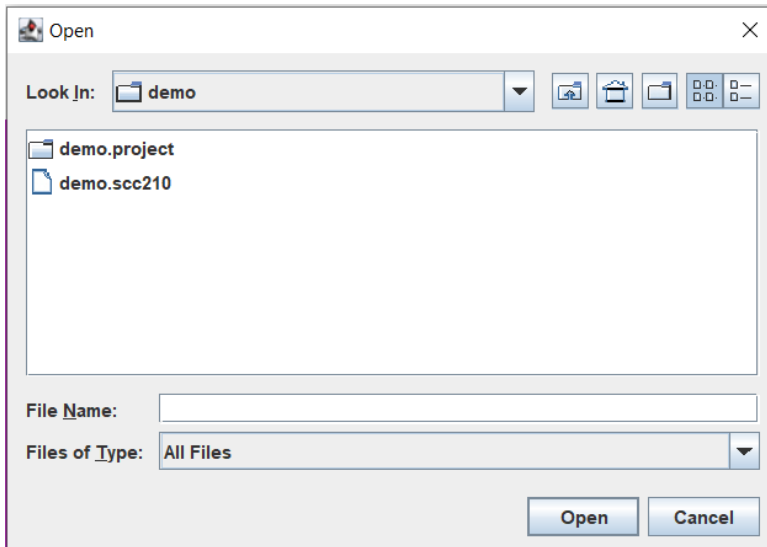 Open
Look In: demo
demo.project
demo.scc210
File Name:
Files of Type: All Files
Open Cancel